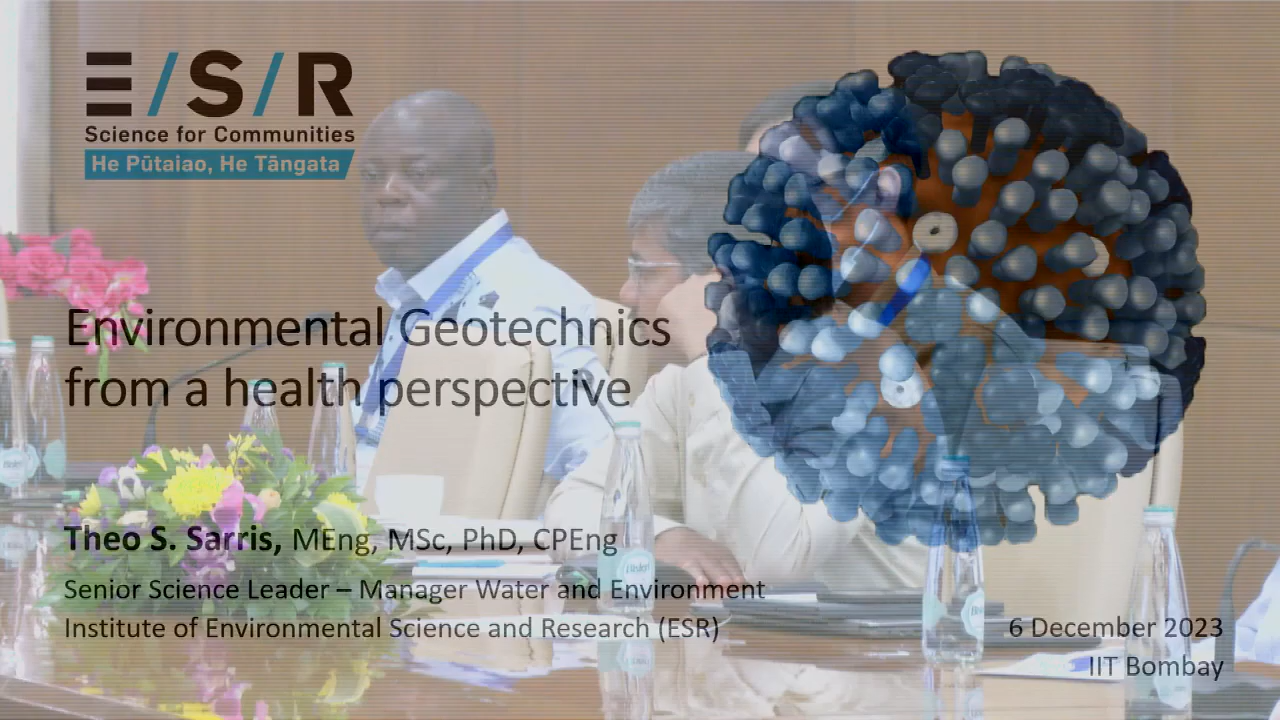 E/S/R
Science for Communities
He Pūtaiao, He Tāngata
Environmental Geotechnics
from a health perspective
Theo S. Sarris, MEng, MSc, PhD, CPEng
Senior Science Leader – Manager Water and Environment
Institute of Environmental Science and Research (ESR)
6 December 2023
IIT Bombay